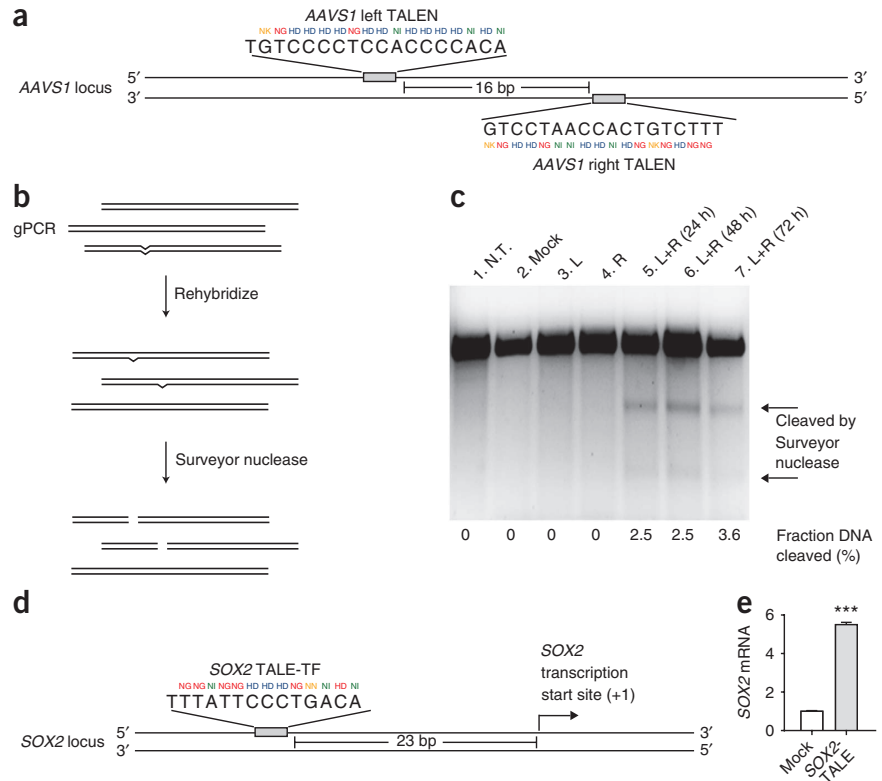 a
AAVS1 left TALEN
NK NG HD HD HD HD NG HD HD NI HD HD HD HD NI HD NI
TGTCCCCTCCACCCCACA
5′ 3′
AAVS1 locus
16 bp
3′ 5′
GTCCTAACCACTGTCTTT
NK NG HD HD NG NI NI HD HD NI HD NG NK NG HD NG NG
AAVS1 right TALEN
b
gPCR
Rehybridize
Surveyor nuclease
c
1. N.T.
2. Mock
3. L
4. R
5. L+R (24 h)
6. L+R (48 h)
7. L+R (72 h)
Cleaved by
Surveyor
nuclease
0 0 0 0 2.5 2.5 3.6
Fraction DNA
cleaved (%)
d
SOX2 TALE-TF
NG NG NI NG NG HD HD HD NG NN NI HD NI
TTTATTCCCTGACA
SOX2
transcription
start site (+1)
5′ 3′
SOX2 locus
23 bp
3′ 5′
e
SOX2 mRNA
6
4
2
0
***
Mock
SOX2-
TALE